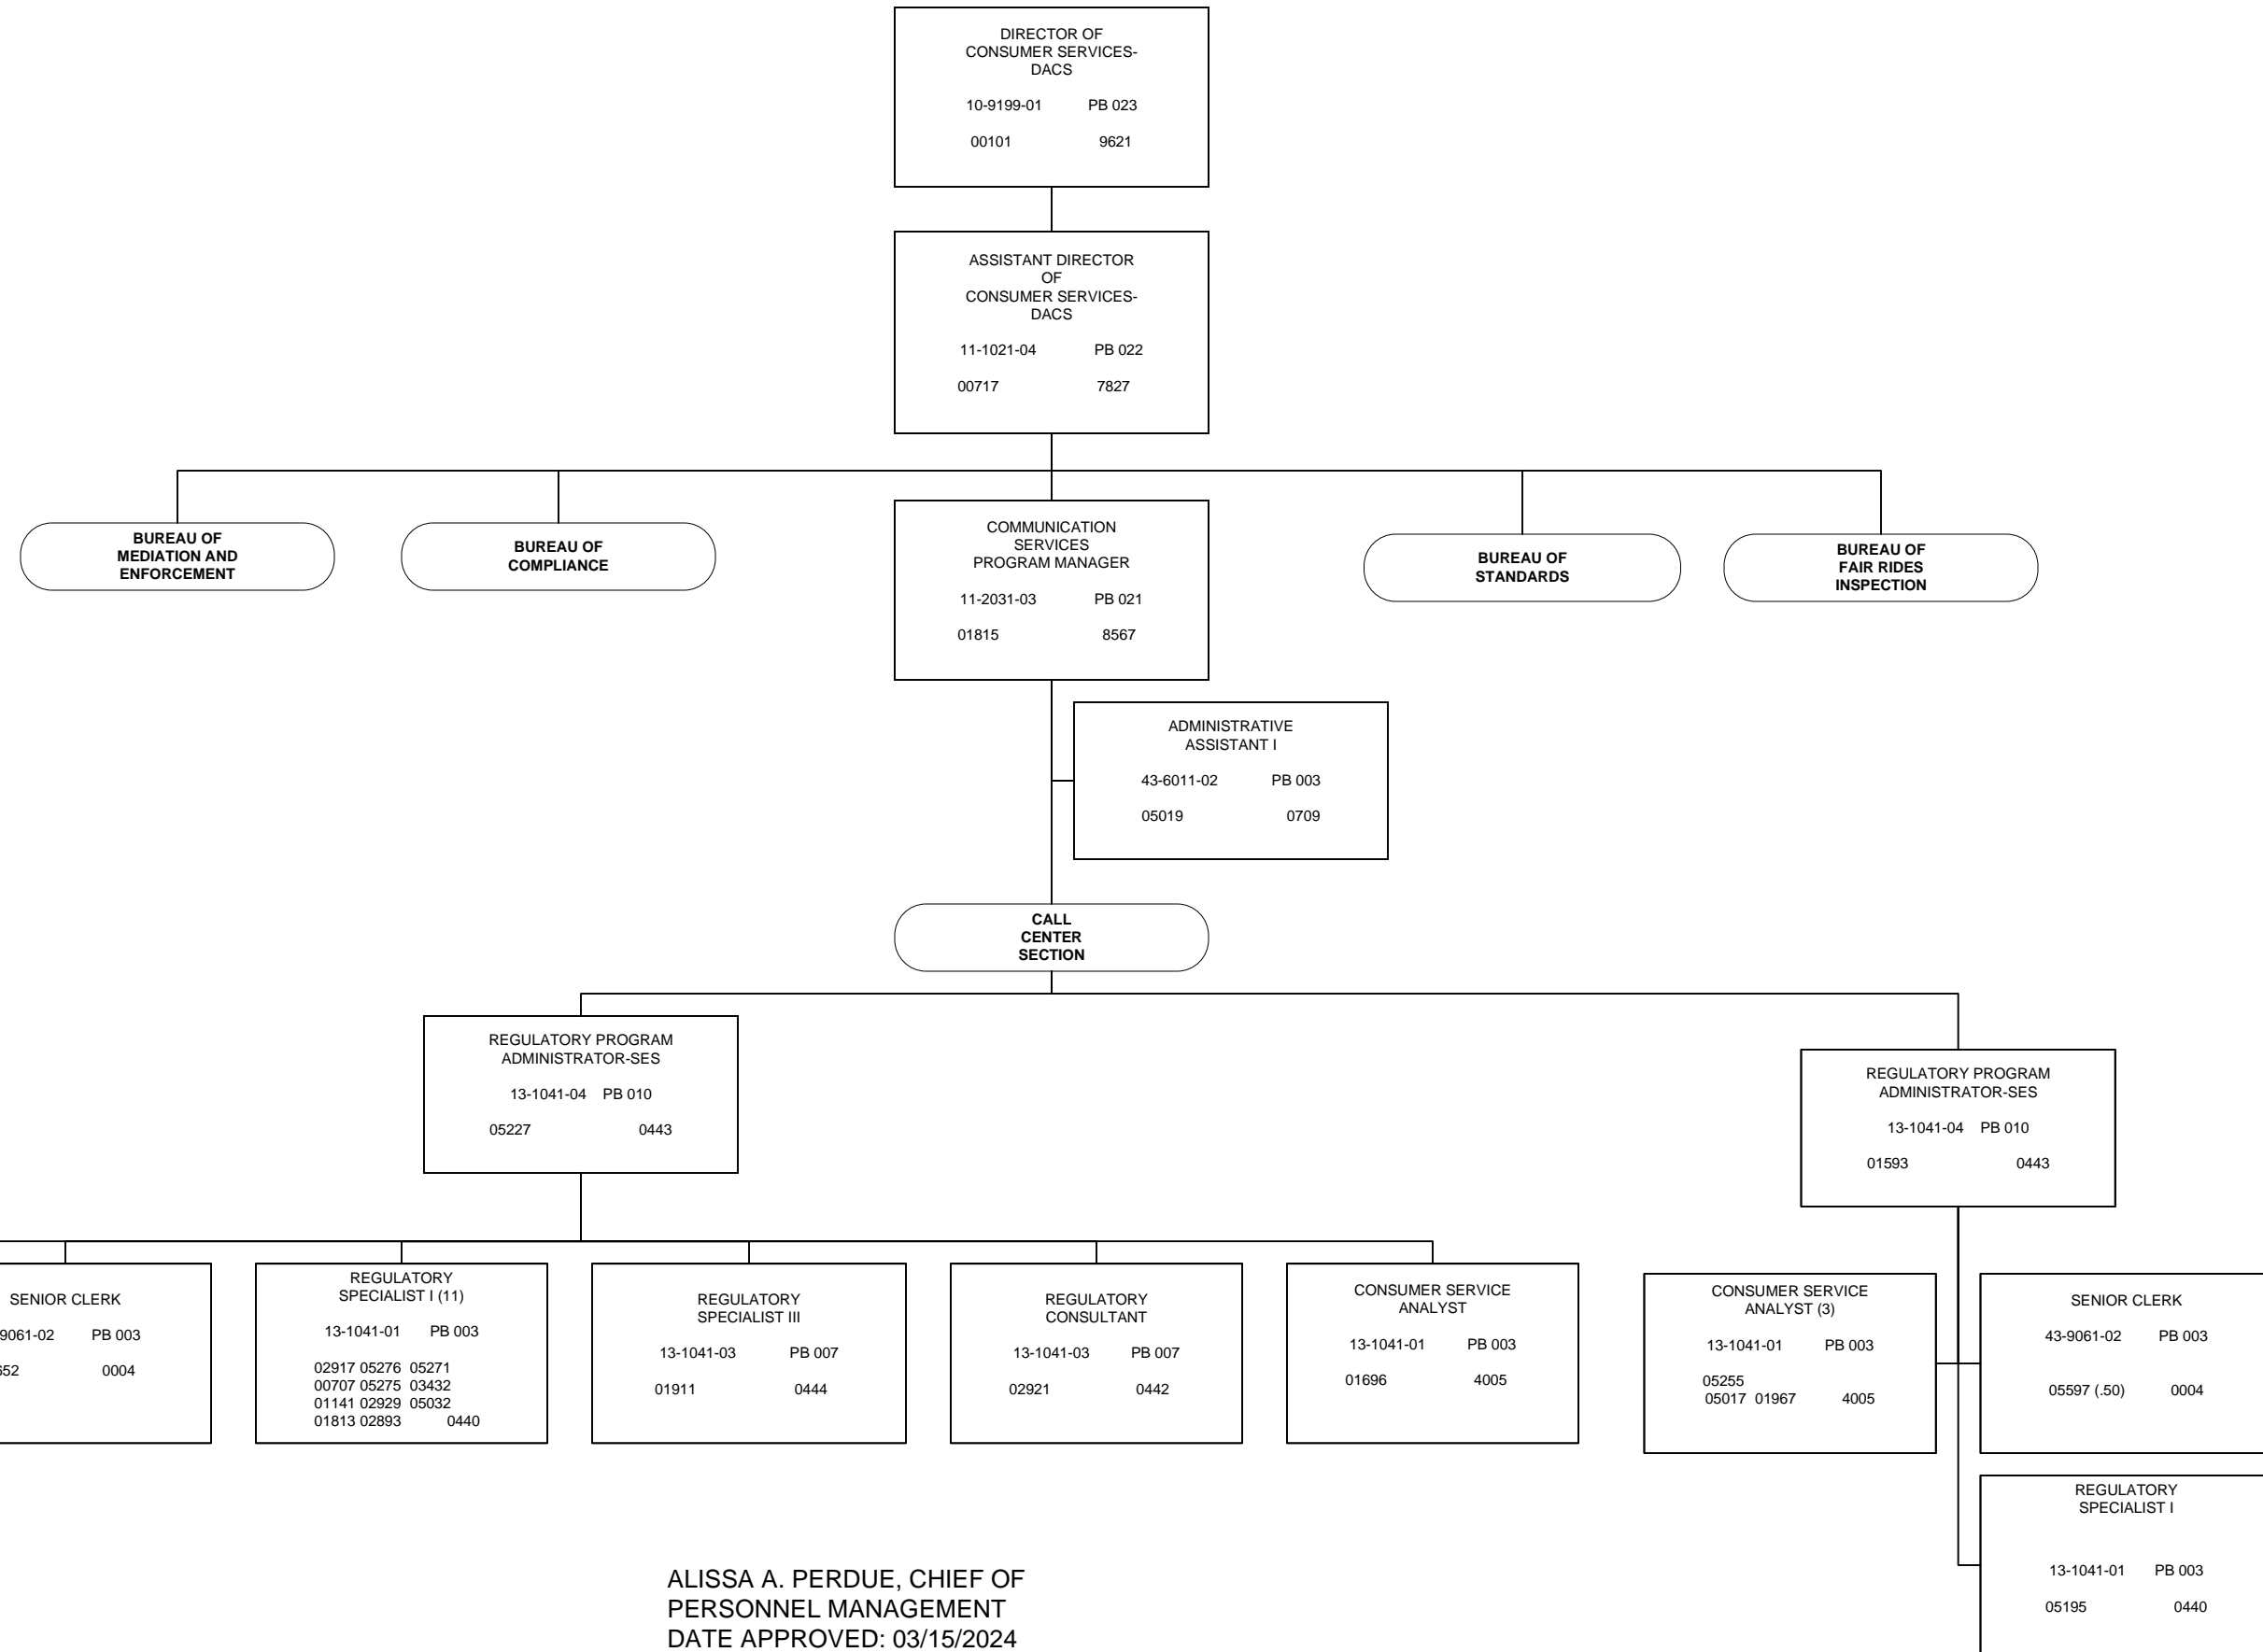 DIRECTOR OF
CONSUMER SERVICES-
DACS
10-9199-01 PB 023
00101 9621
ASSISTANT DIRECTOR
OF
CONSUMER SERVICES-
DACS
11-1021-04 PB 022
00717 7827
BUREAU OF
MEDIATION AND
ENFORCEMENT
BUREAU OF
COMPLIANCE
COMMUNICATION
SERVICES
PROGRAM MANAGER
11-2031-03 PB 021
01815 8567
BUREAU OF
STANDARDS
BUREAU OF
FAIR RIDES
INSPECTION
ADMINISTRATIVE
ASSISTANT I
43-6011-02 PB 003
05019 0709
CALL
CENTER
SECTION
REGULATORY PROGRAM
ADMINISTRATOR-SES
13-1041-04 PB 010
05227 0443
REGULATORY PROGRAM
ADMINISTRATOR-SES
13-1041-04 PB 010
01593 0443
SENIOR CLERK
9061-02 PB 003
652 0004
REGULATORY
SPECIALIST I (11)
13-1041-01 PB 003
02917 05276 05271
00707 05275 03432
01141 02929 05032
01813 02893 0440
REGULATORY
SPECIALIST III
13-1041-03 PB 007
01911 0444
REGULATORY
CONSULTANT
13-1041-03 PB 007
02921 0442
CONSUMER SERVICE
ANALYST
13-1041-01 PB 003
01696 4005
CONSUMER SERVICE
ANALYST (3)
13-1041-01 PB 003
05255
05017 01967 4005
SENIOR CLERK
43-9061-02 PB 003
05597 (.50) 0004
REGULATORY
SPECIALIST I
13-1041-01 PB 003
05195 0440
ALISSA A. PERDUE, CHIEF OF
PERSONNEL MANAGEMENT
DATE APPROVED: 03/15/2024